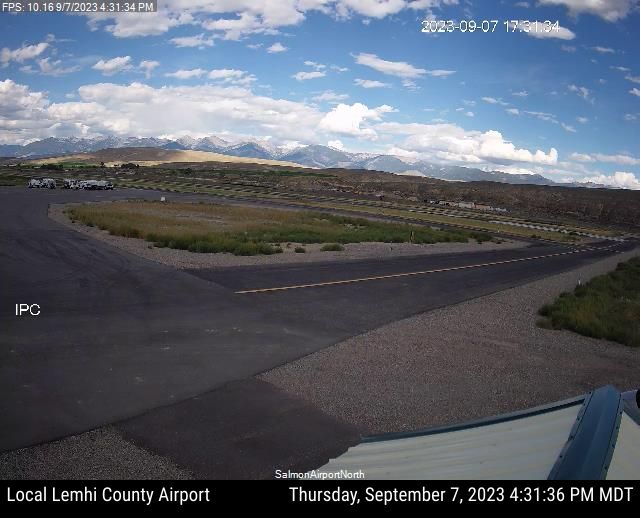 FPS: 10.16 9/7/2023 4:31:34 PM
2023-09-07 17:31:34
IPC
SalmonAirportNorth
Local Lemhi County Airport
Thursday, September 7, 2023 4:31:36 PM MDT